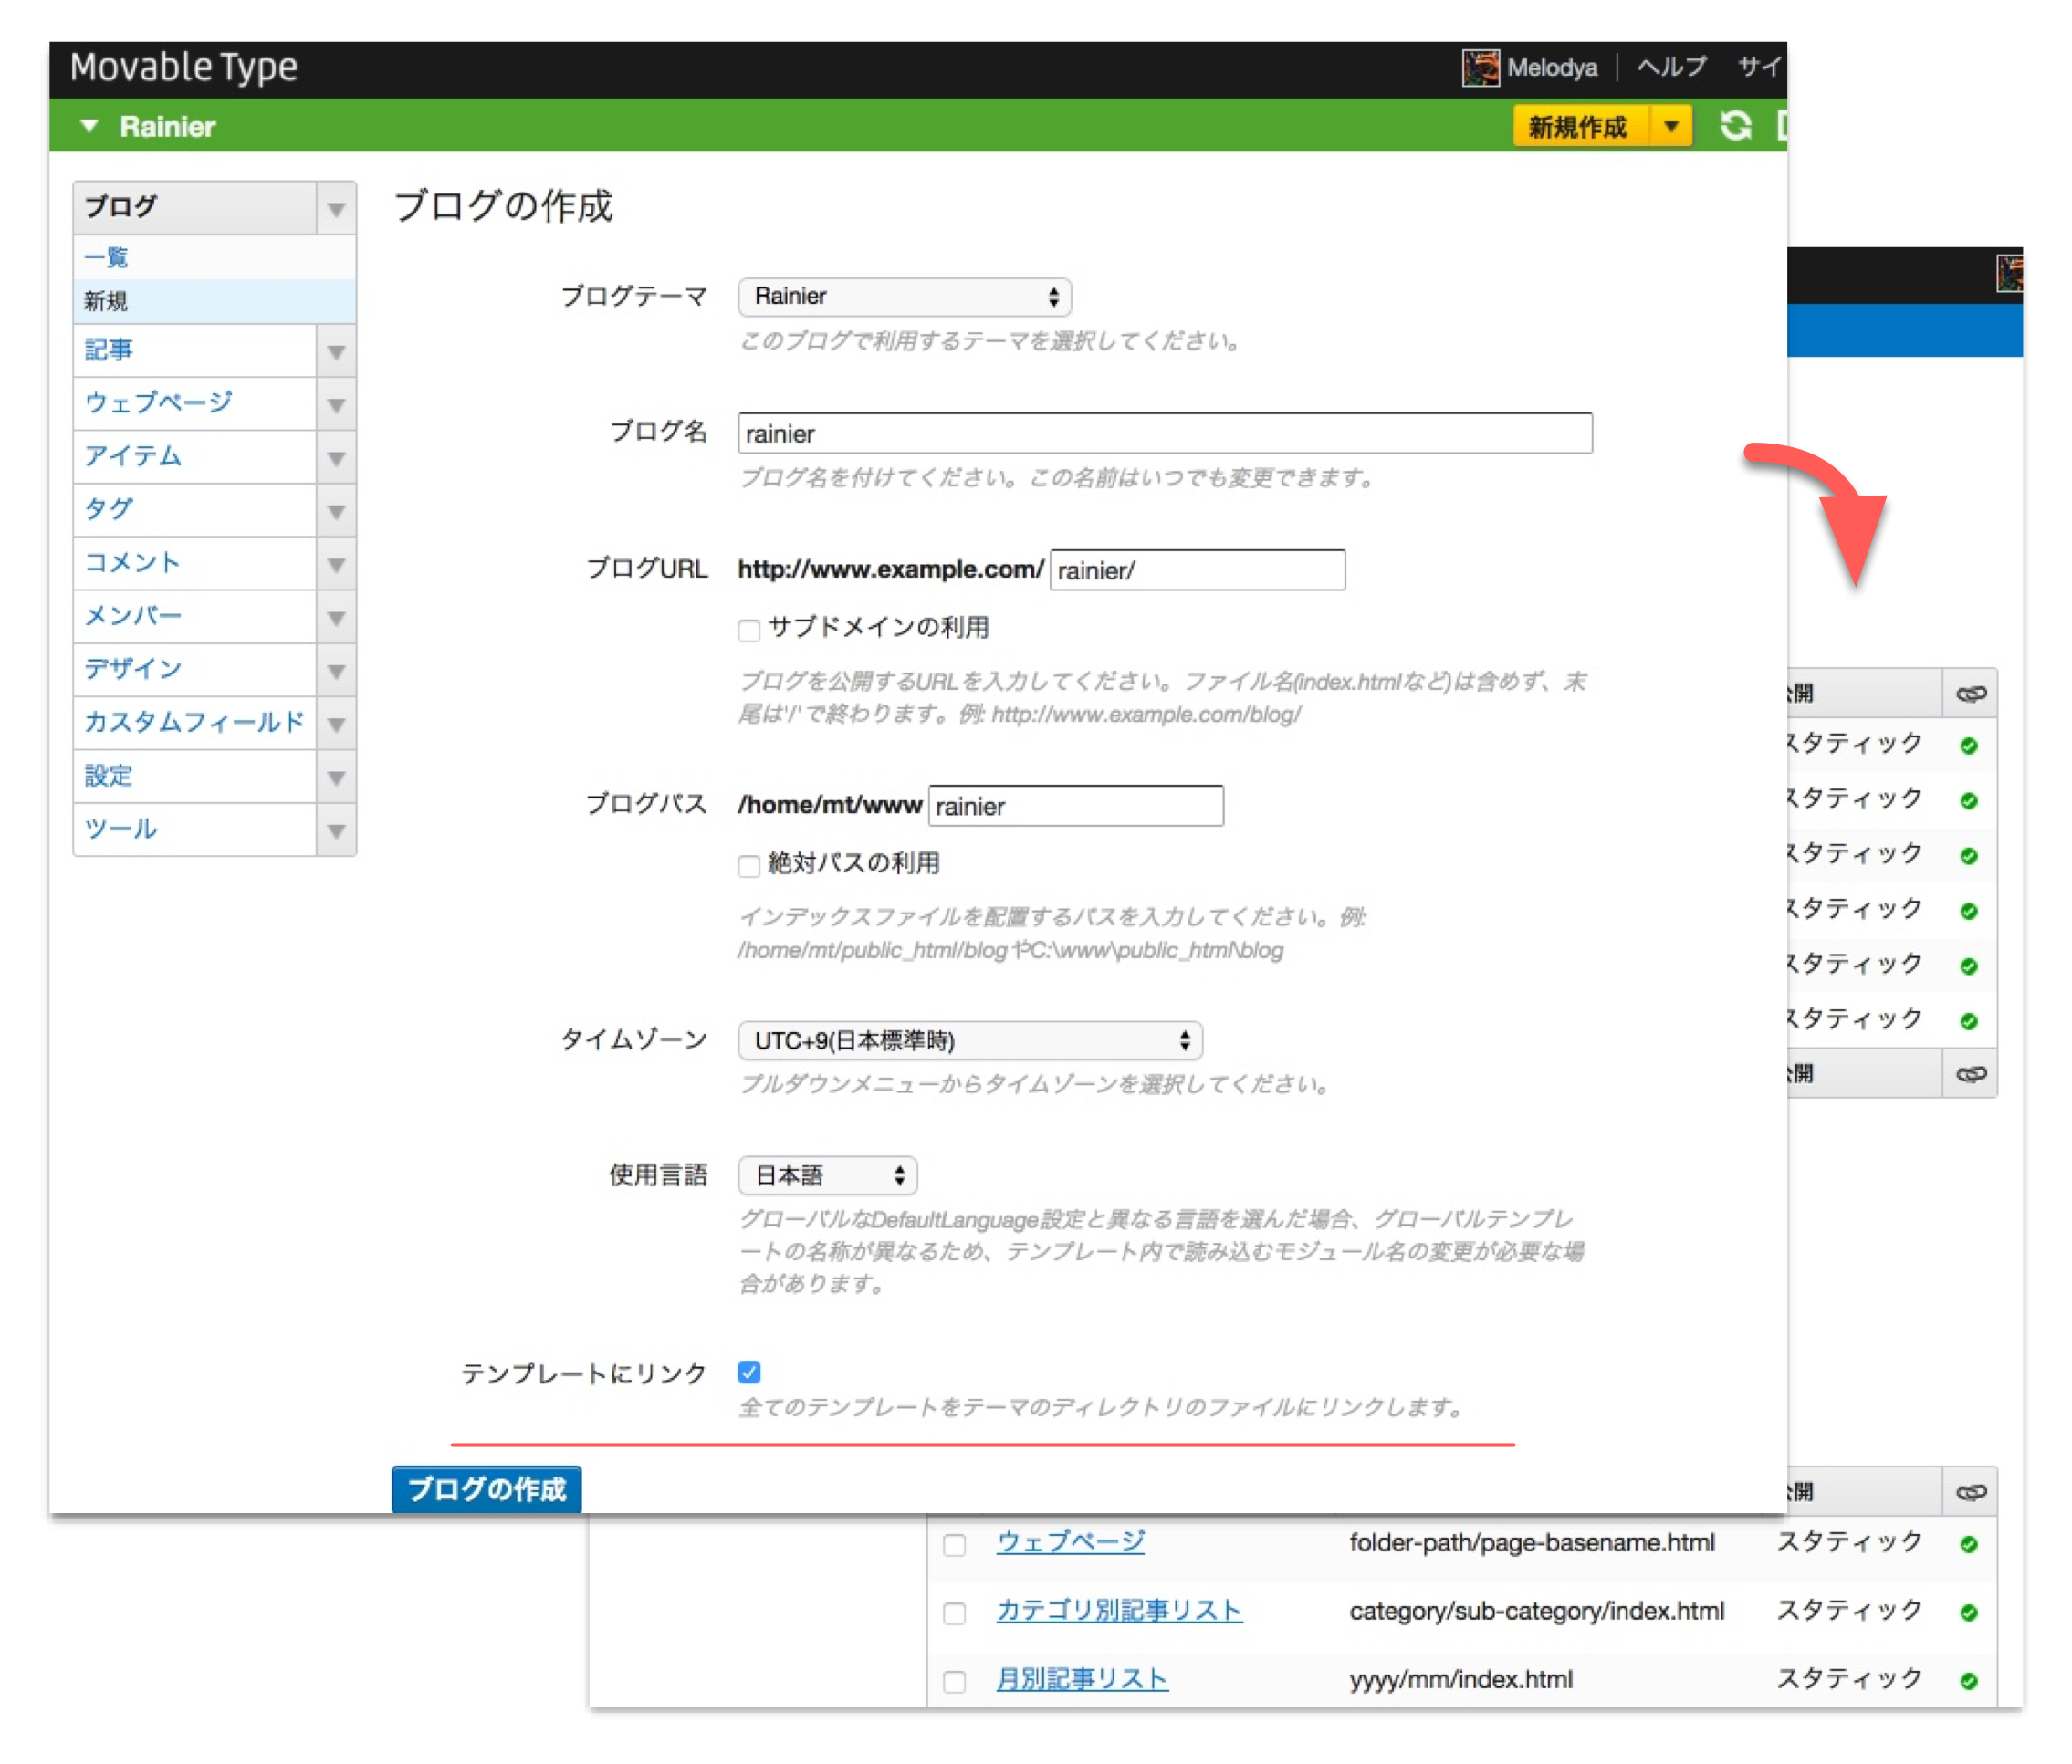 Movable Type
Melodya
ヘルプ
サイ
Rainier
新規作成
ブログ
一覧
新規
記事
ウェブページ
アイテム
タグ
コメント
メンバー
デザイン
カスタムフィールド
設定
ツール
ブログの作成
ブログテーマ
Rainier
このブログで利用するテーマを選択してください。
ブログ名
rainier
ブログ名を付けてください。この名前はいつでも変更できます。
ブログURL http://www.example.com/ rainier/
サブドメインの利用
ブログを公開するURLを入力してください。ファイル名(index.htmlなど)は含めず、末
尾は'/' で終わります。例: http://www.example.com/blog/
ブログパス /home/mt/www rainier
絶対パスの利用
インデックスファイルを配置するパスを入力してください。例:
/home/mt/public_html/blogやC:\www\public_html\blog
タイムゾーン
UTC+9(日本標準時)
プルダウンメニューからタイムゾーンを選択してください。
使用言語
日本語
グローバルなDefaultLanguage設定と異なる言語を選んだ場合、グローバルテンプレ
ートの名称が異なるため、テンプレート内で読み込むモジュール名の変更が必要な場
合があります。
テンプレートにリンク
全てのテンプレートをテーマのディレクトリのファイルにリンクします。
ブログの作成
開
スタティック
スタティック
スタティック
スタティック
スタティック
スタティック
開
開
ウェブページ folder-path/page-basename.html スタティック
カテゴリ別記事リスト category/sub-category/index.html スタティック
月別記事リスト yyyy/mm/index.html スタティック